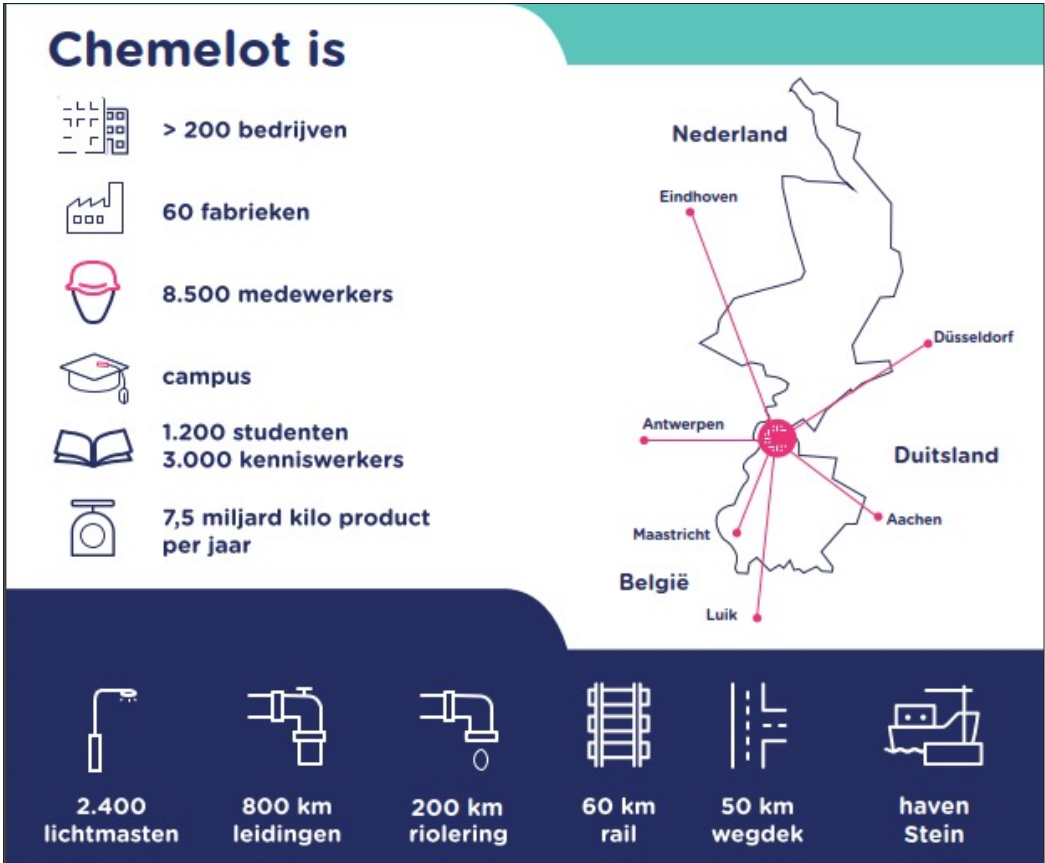 Chemelot is
> 200 bedrijven
60 fabrieken
8.500 medewerkers
campus
1.200 studenten
3.000 kenniswerkers
7,5 miljard kilo product
per jaar
Nederland
Eindhoven
Düsseldorf
Antwerpen
Duitsland
Aachen
Maastricht
België
Luik
2.400
lichtmasten
800 km
leidingen
200 km
riolering
60 km
rail
50 km
wegdek
haven
Stein